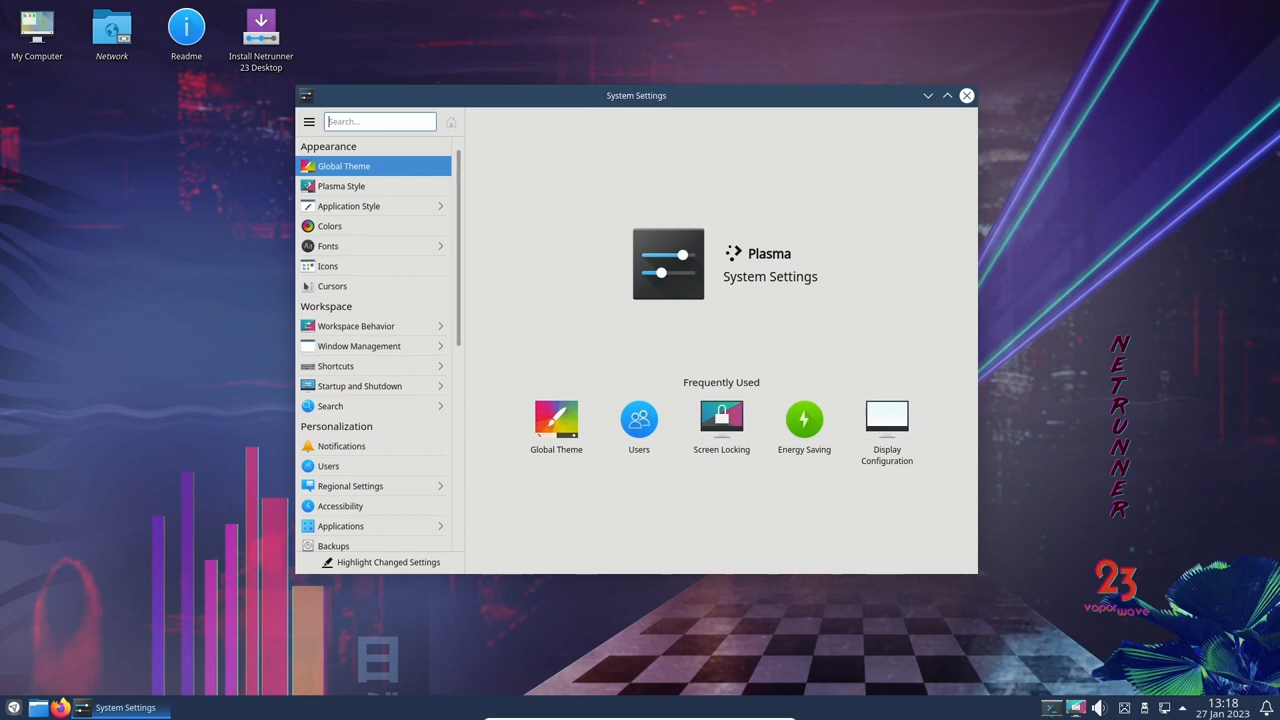 My Computer
Network
Readme
Install Netrunner
23 Desktop
System Settings
Search...
Appearance
Global Theme
Plasma Style
Application Style
Colors
Aa
Fonts
Icons
Cursors
Workspace
Workspace Behavior
Window Management
Shortcuts
Startup and Shutdown
Search
Personalization
Notifications
Users
Regional Settings
Accessibility
Applications
Backups
Highlight Changed Settings
Plasma
System Settings
Frequently Used
Global Theme
Users
Screen Locking
Energy Saving
Display
Configuration
NETRUNNER
23
vaporwave
System Settings
13:18
27 Jan 2023